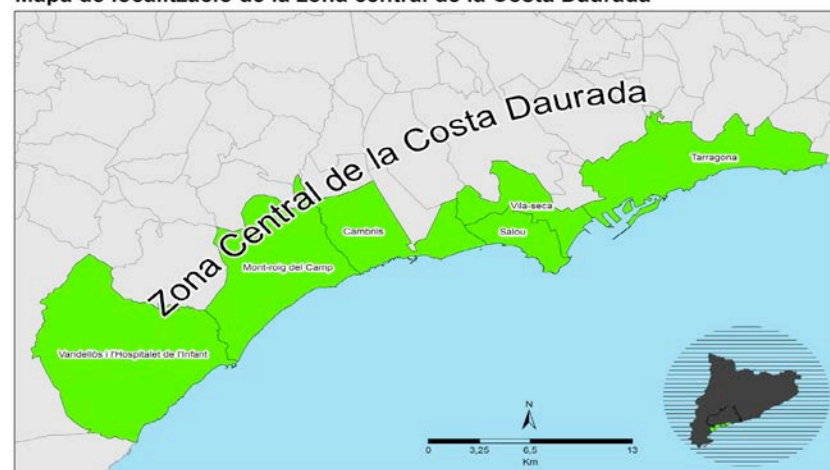 Mapa de localització de la zona central de la Costa Daurada
Zona Central de la Costa Daurada
Tarragona
Vila-seca
Cambrils
Salou
Mont-roig del Camp
Vandellòs i l'Hospitalet de l'Infant
N
0 3,25 6,5 13
Km